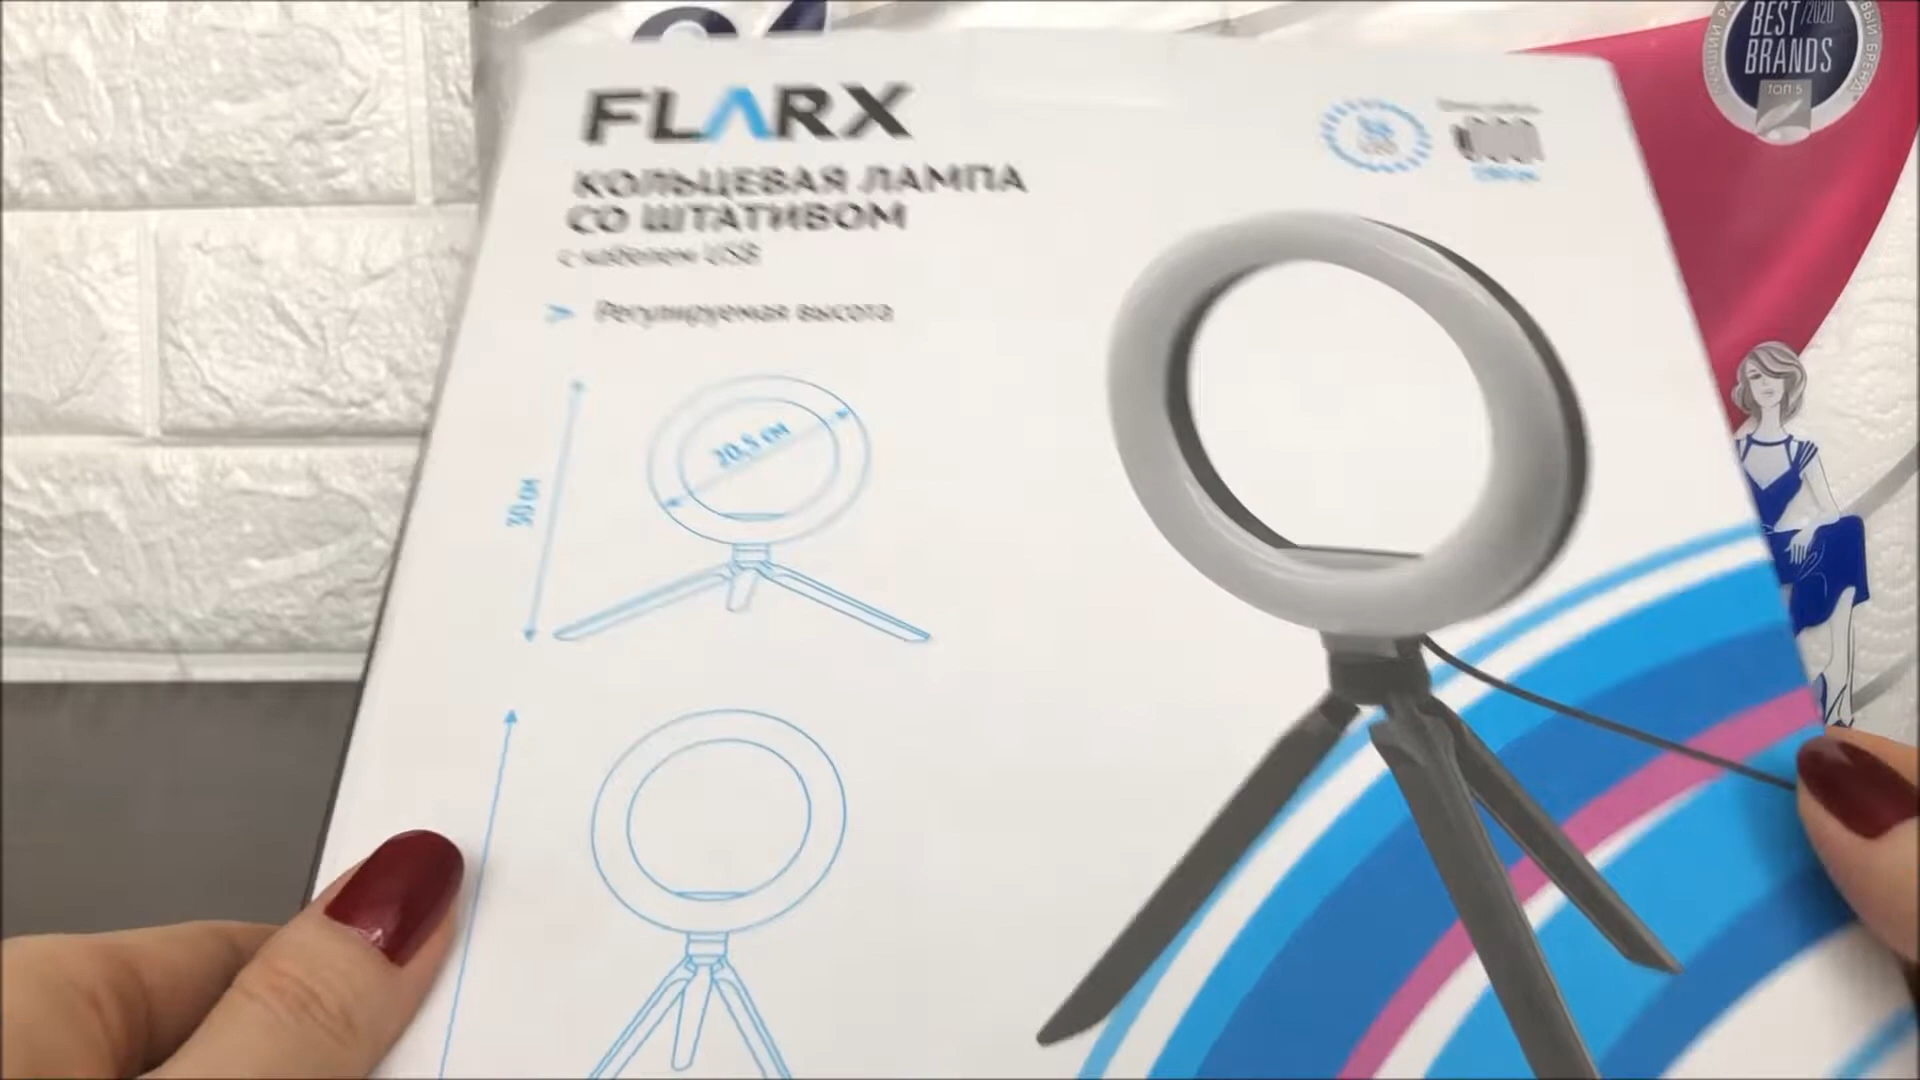 FLARX
КОЛЬЦЕВАЯ ЛАМПА
СО ШТАТИВОМ
с кабелем USB
> Регулируемая высота
20,5 см
30 см
BEST /2020
BRANDS
ТОП 5